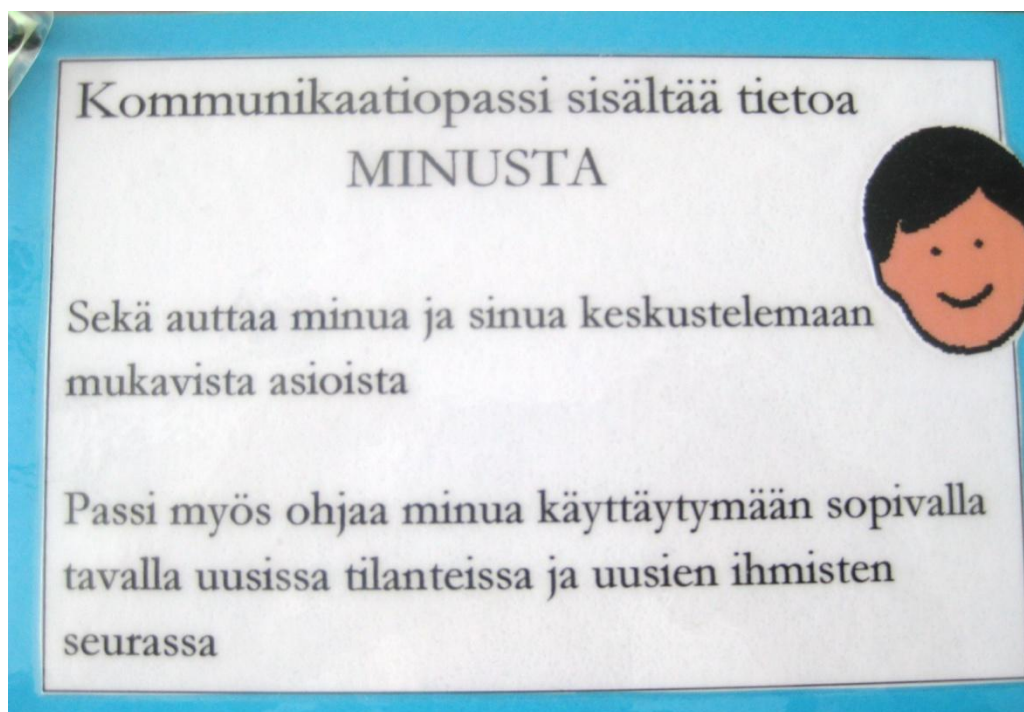 Kommunikaatiopassi sisältää tietoa
MINUSTA
Sekä auttaa minua ja sinua keskustelemaan
mukavista asioista
Passi myös ohjaa minua käyttäytymään sopivalla
tavalla uusissa tilanteissa ja uusien ihmisten
seurassa